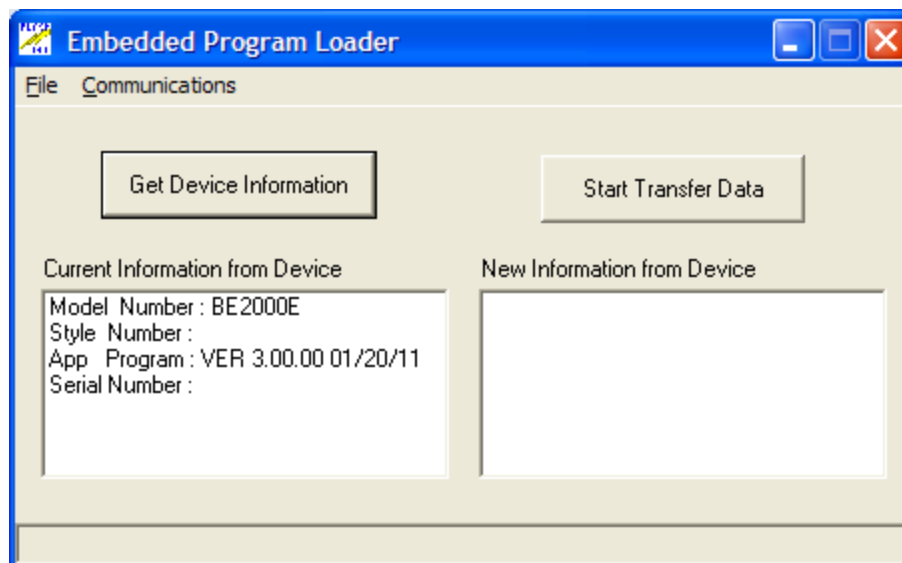 Embedded Program Loader
File Communications
Get Device Information
Start Transfer Data
Current Information from Device
New Information from Device
Model Number : BE2000E
Style Number :
App Program : VER 3.00.00 01/20/11
Serial Number :